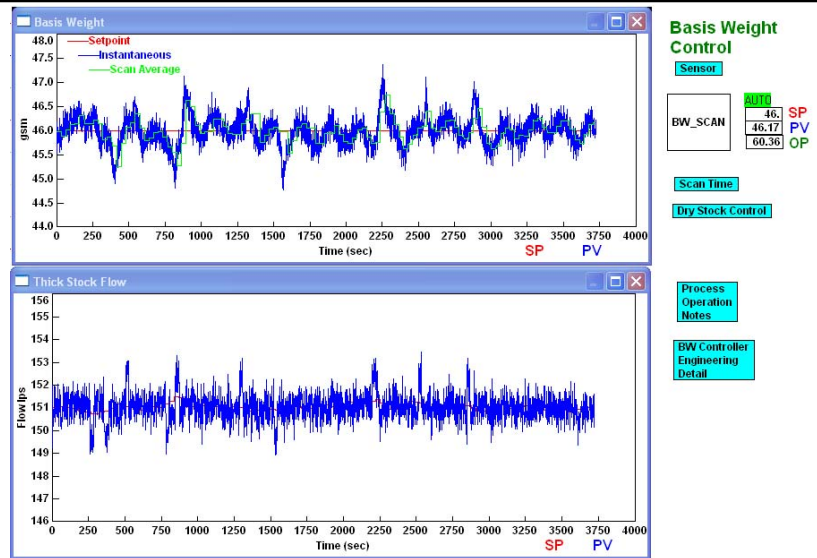 Basis Weight
48.0
47.5
47.0
46.5
46.0
45.5
45.0
44.5
44.0
gsm
Setpoint
Instantaneous
Scan Average
0 250 500 750 1000 1250 1500 1750 2000 2250 2500 2750 3000 3250 3500 3750 4000
Time (sec)
SP PV
Thick Stock Flow
156
155
154
153
152
151
150
149
148
147
146
Flow lps
0 250 500 750 1000 1250 1500 1750 2000 2250 2500 2750 3000 3250 3500 3750 4000
Time (sec)
SP PV
Basis Weight
Control
Sensor
BW_SCAN
AUTO
46. SP
46.17 PV
60.36 OP
Scan Time
Dry Stock Control
Process
Operation
Notes
BW Controller
Engineering
Detail